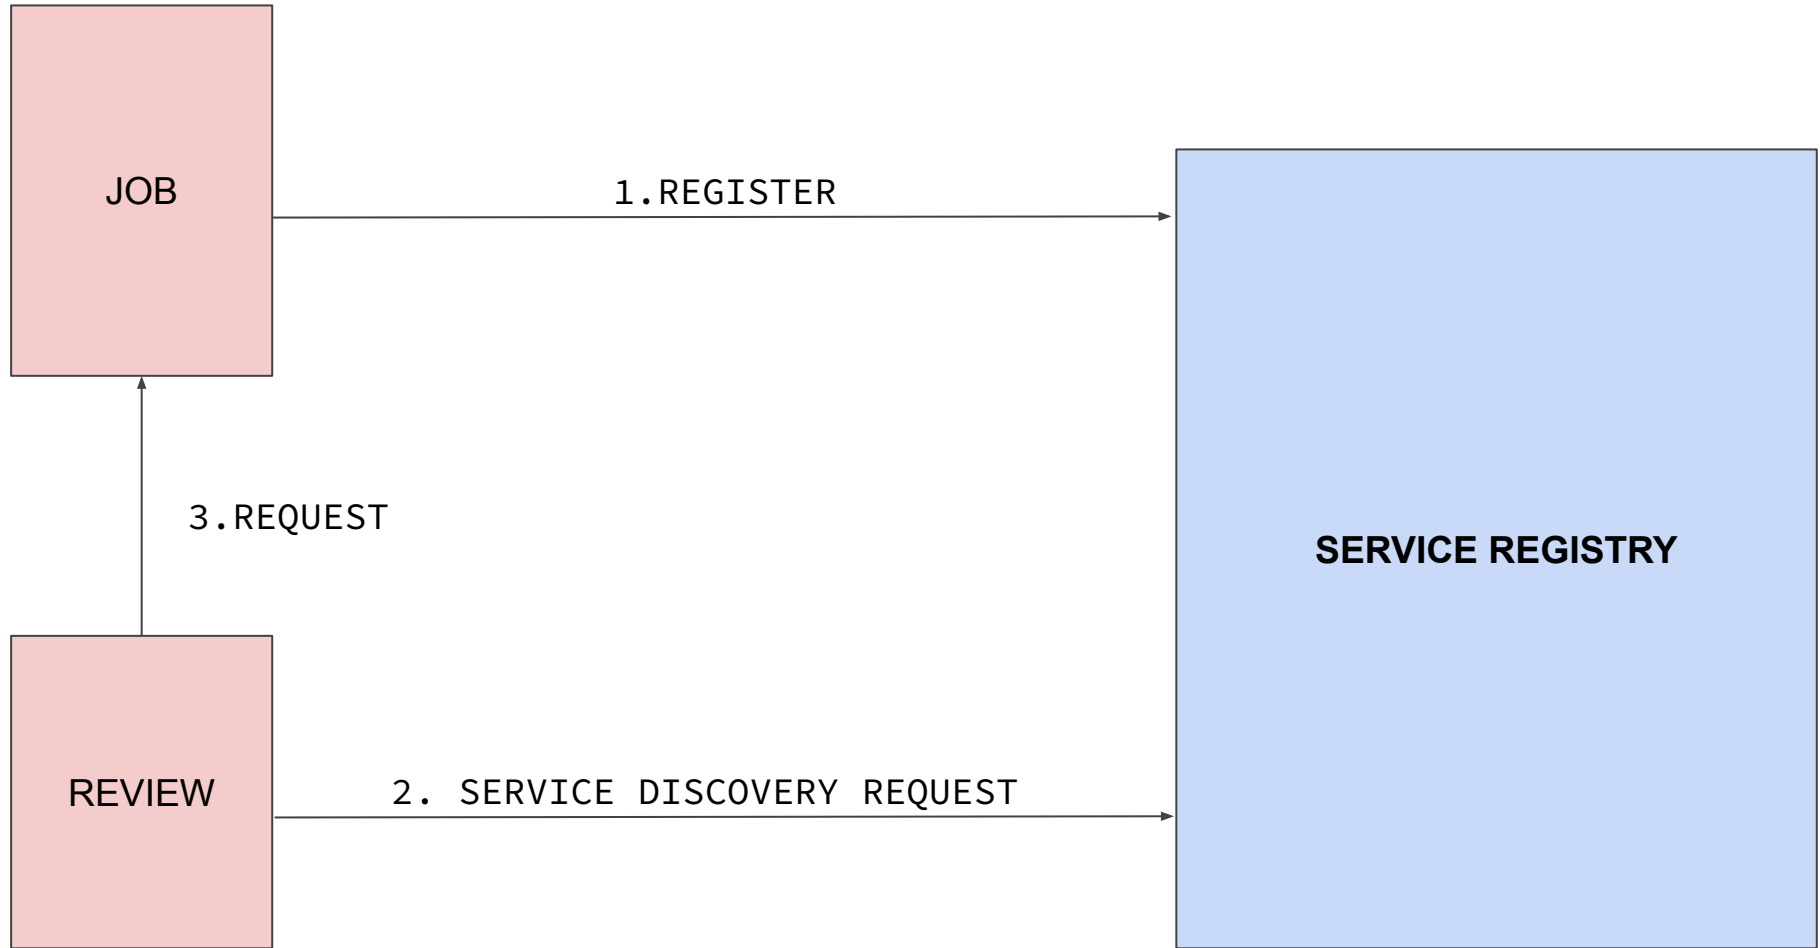 JOB
1.REGISTER
3.REQUEST
SERVICE REGISTRY
REVIEW
2. SERVICE DISCOVERY REQUEST